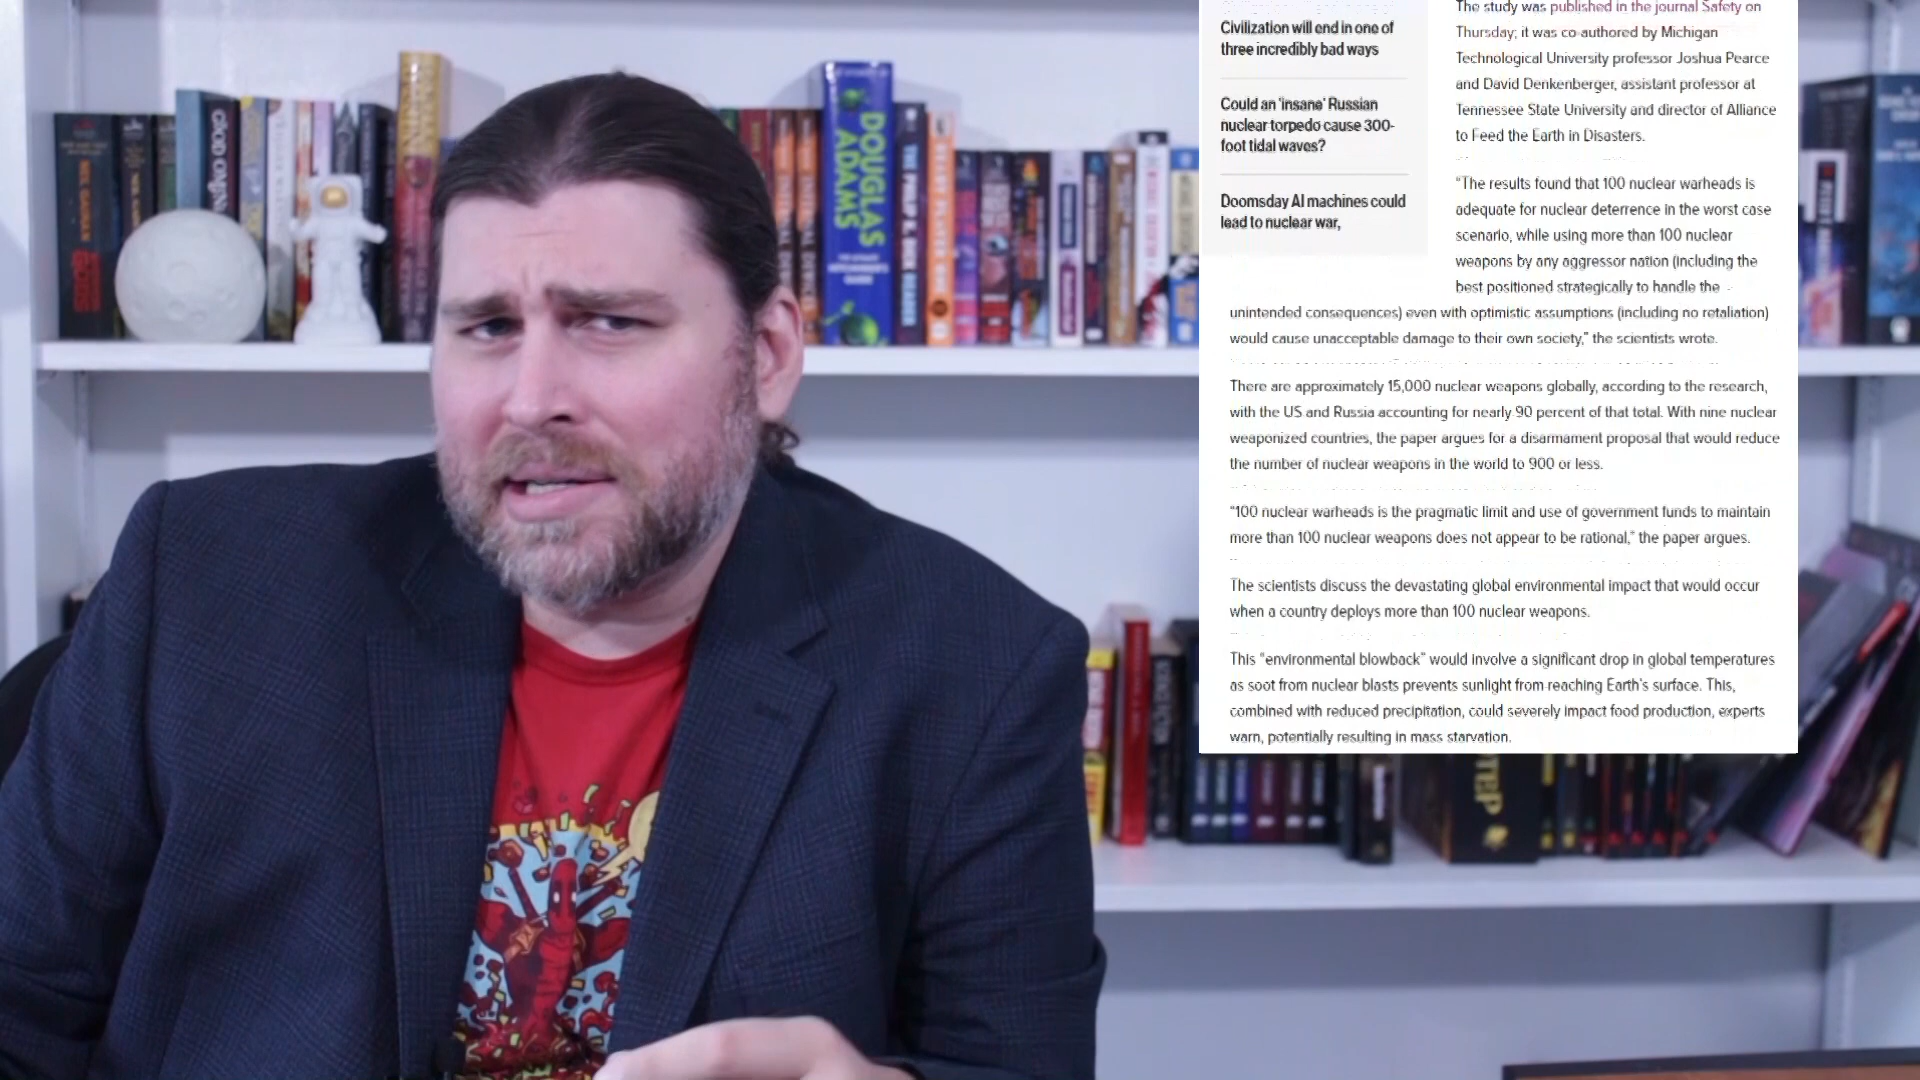 Civilization will end in one of
three incredibly bad ways
Could an 'insane' Russian
nuclear torpedo cause 300-
foot tidal waves?
Doomsday AI machines could
lead to nuclear war,
The study was published in the journal Safety on
Thursday; it was co-authored by Michigan
Technological University professor Joshua Pearce
and David Denkenberger, assistant professor at
Tennessee State University and director of Alliance
to Feed the Earth in Disasters.
"The results found that 100 nuclear warheads is
adequate for nuclear deterrence in the worst case
scenario, while using more than 100 nuclear
weapons by any aggressor nation (including the
best positioned strategically to handle the
unintended consequences) even with optimistic assumptions (including no retaliation)
would cause unacceptable damage to their own society," the scientists wrote.
There are approximately 15,000 nuclear weapons globally, according to the research,
with the US and Russia accounting for nearly 90 percent of that total. With nine nuclear
weaponized countries, the paper argues for a disarmament proposal that would reduce
the number of nuclear weapons in the world to 900 or less.
"100 nuclear warheads is the pragmatic limit and use of government funds to maintain
more than 100 nuclear weapons does not appear to be rational," the paper argues.
The scientists discuss the devastating global environmental impact that would occur
when a country deploys more than 100 nuclear weapons.
This "environmental blowback" would involve a significant drop in global temperatures
as soot from nuclear blasts prevents sunlight from reaching Earth's surface. This,
combined with reduced precipitation, could severely impact food production, experts
warn, potentially resulting in mass starvation.
DOUGLAS
ADAMS